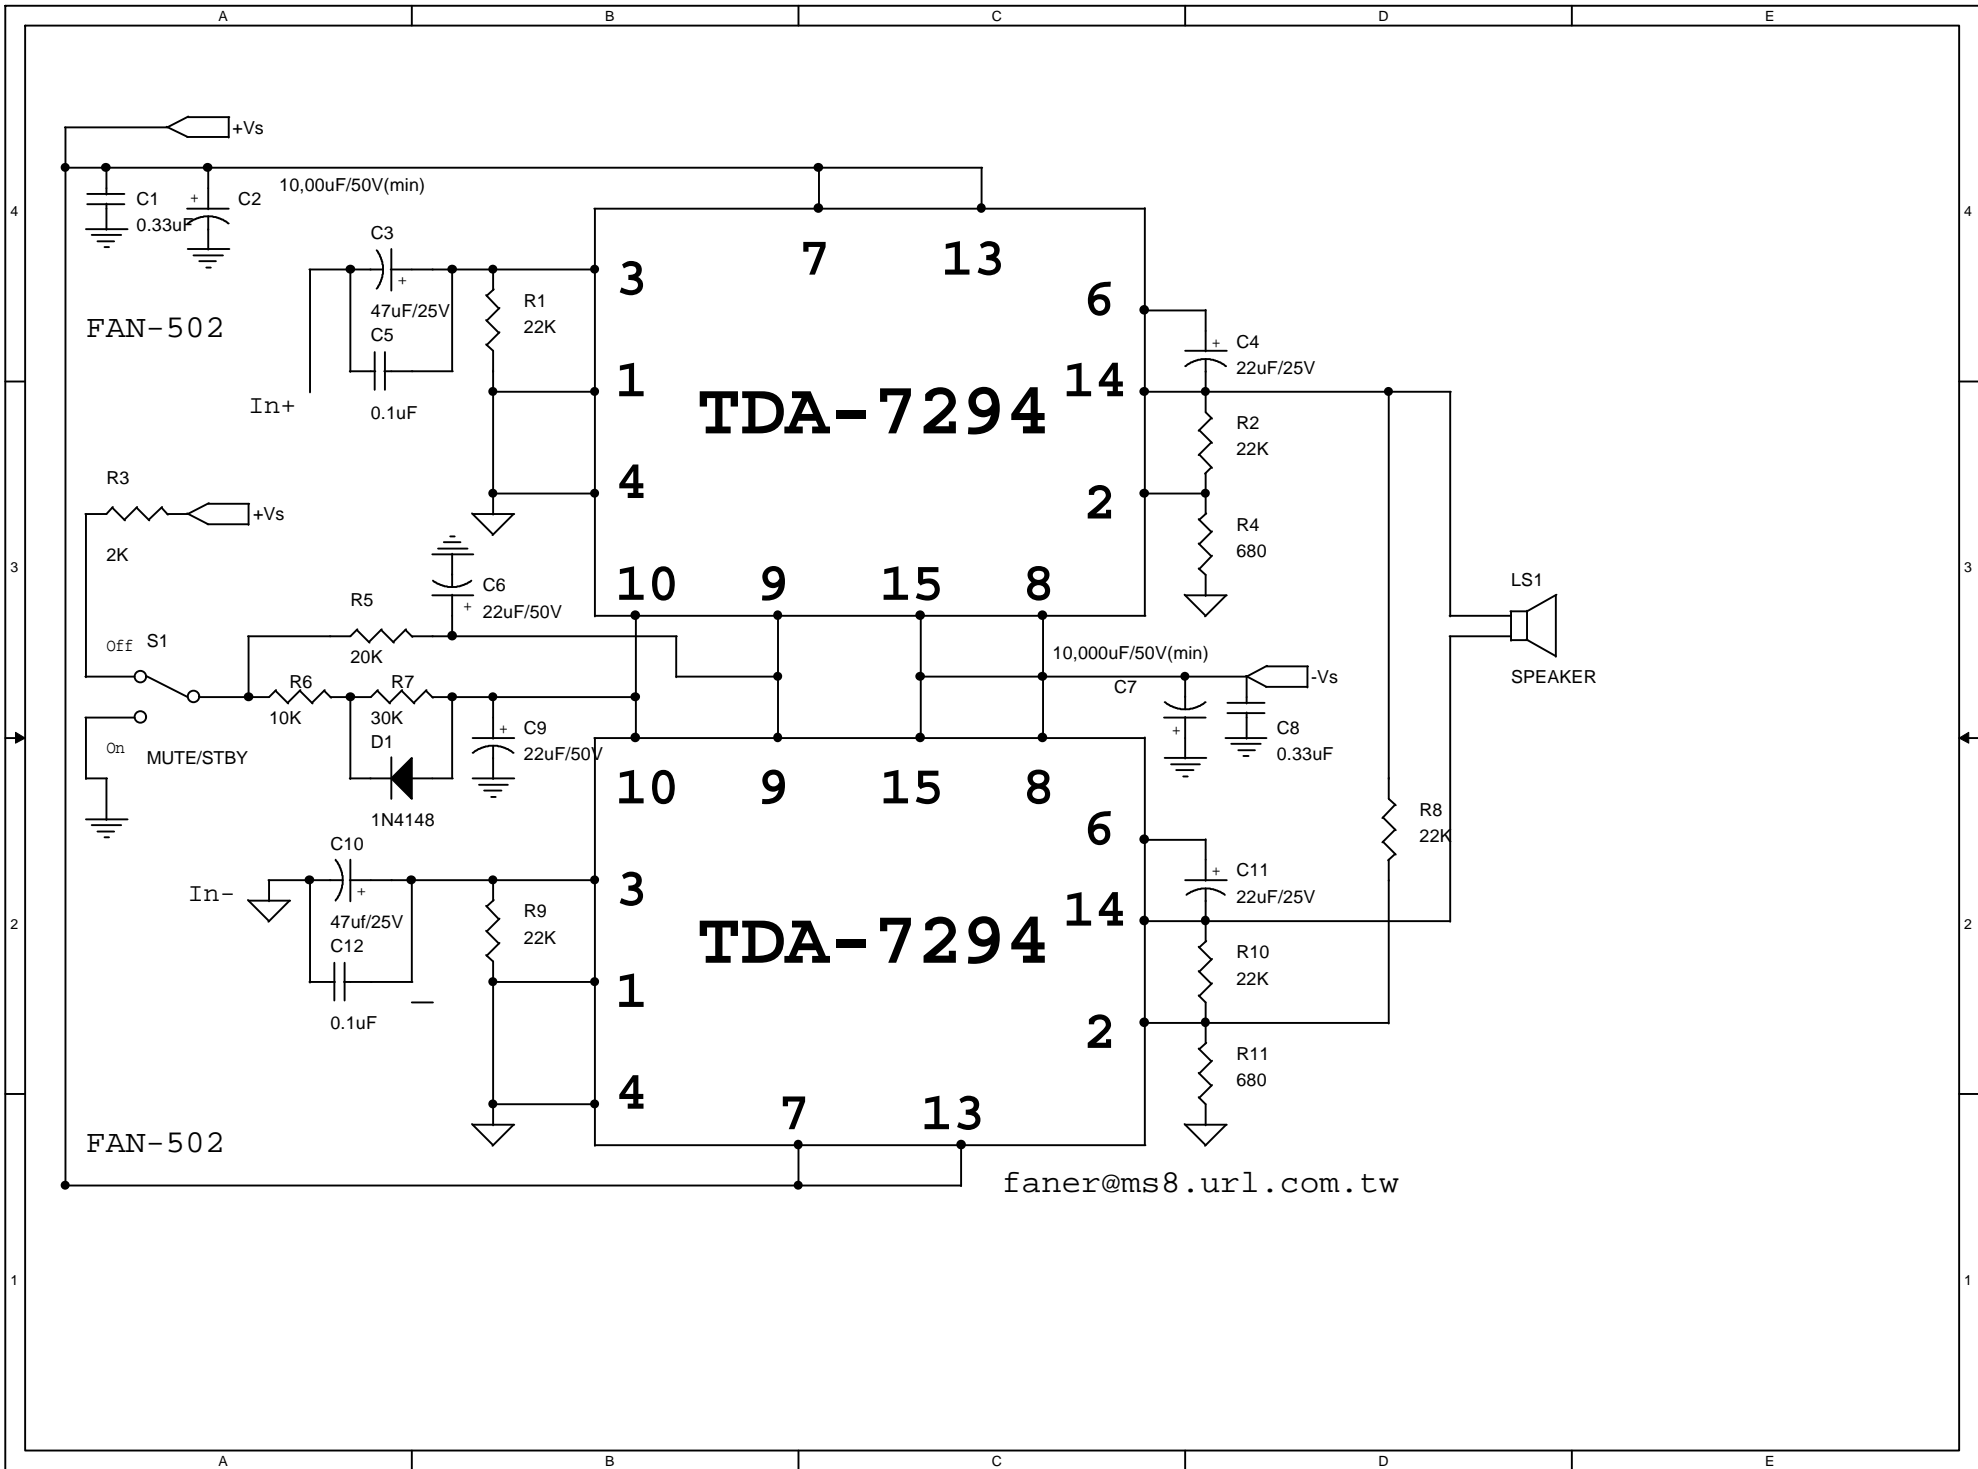 A B C D E
+Vs
10,00uF/50V(min)
C1
0.33uF
C2
4 4
C3
47uF/25V
C5
0.1uF
R1
22K
FAN-502
In+
7 13
3
1
4
6
14
2
TDA-7294
10 9 15 8
C4
22uF/25V
R2
22K
R4
680
R3
+Vs
2K
3 3
C6
22uF/50V
R5
20K
Off S1
On
MUTE/STBY
R6
10K
R7
30K
D1
1N4148
C9
22uF/50V
10,000uF/50V(min)
C7
-Vs
C8
0.33uF
LS1
SPEAKER
10 9 15 8
R8
22K
C10
In-
47uf/25V
C12
0.1uF
R9
22K
2 2
3
1
4
6
14
2
TDA-7294
7 13
C11
22uF/25V
R10
22K
R11
680
FAN-502
faner@ms8.url.com.tw
1 1
A B C D E